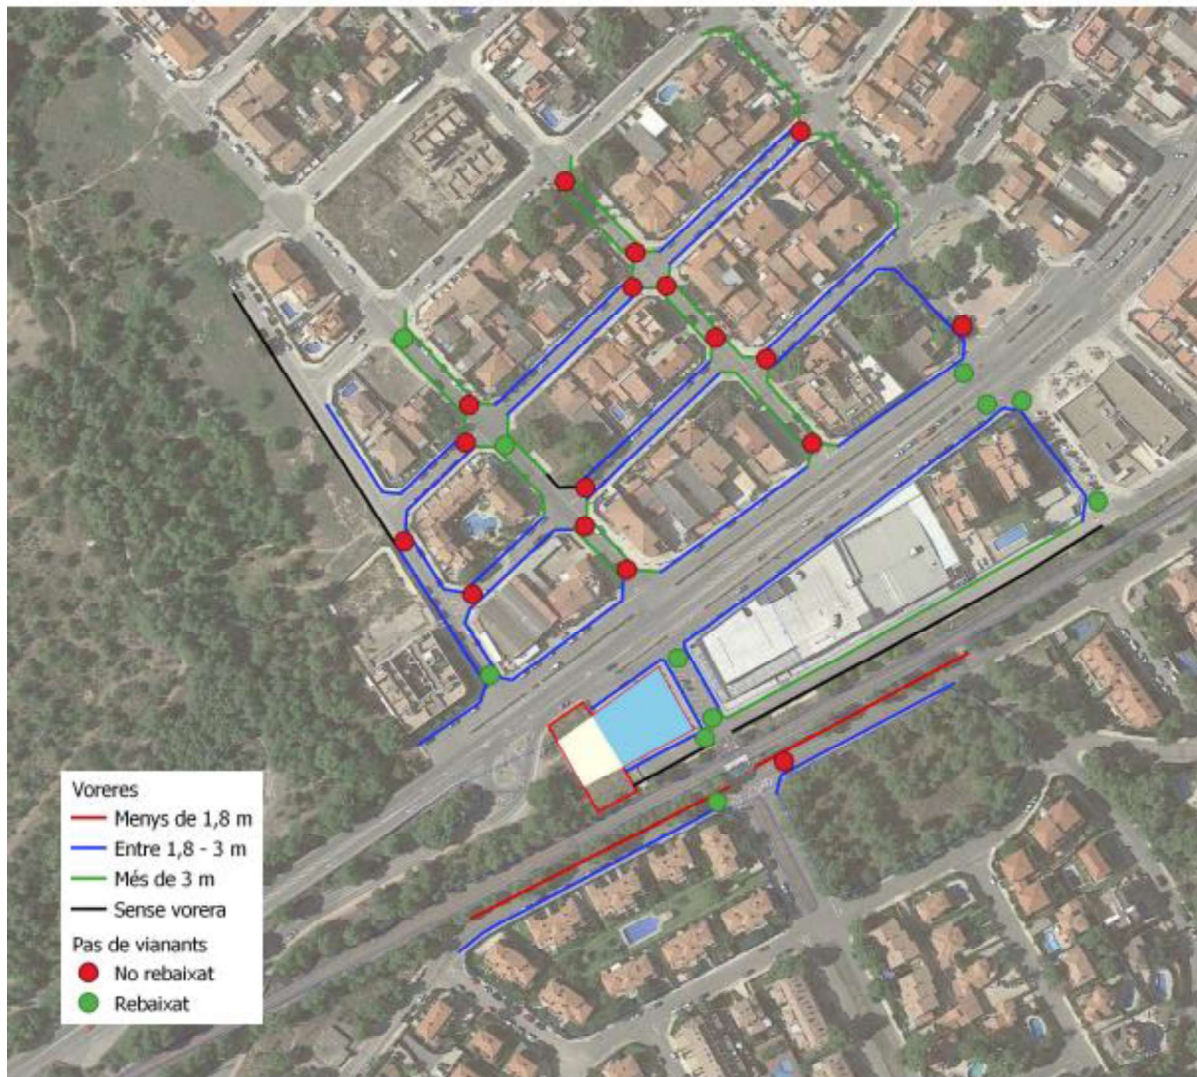 Voreres
Menys de 1,8 m
Entre 1,8 - 3 m
Més de 3 m
Sense vorera
Pas de vianants
No rebaixat
Rebaixat